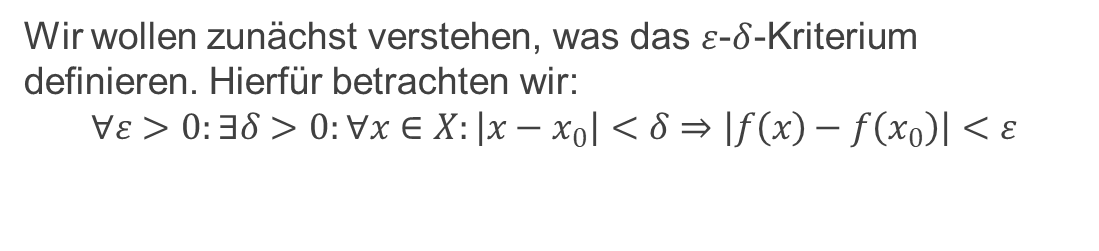 Wir wollen zunächst verstehen, was das ε-δ-Kriterium
definieren. Hierfür betrachten wir:
∀ε > 0: ∃δ > 0: ∀x ∈ X: |x − x₀| < δ ⇒ |f(x) − f(x₀)| < ε